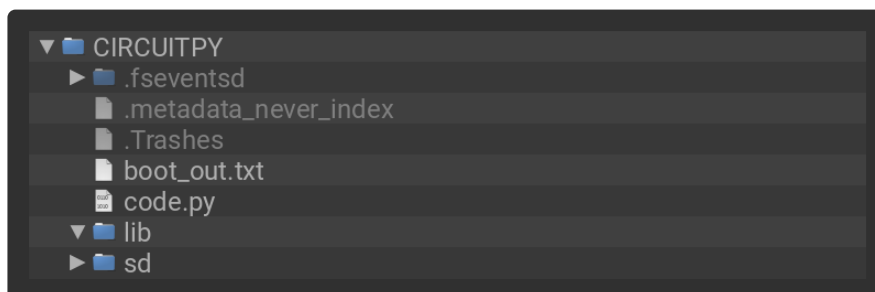 CIRCUITPY
.fseventsd
.metadata_never_index
.Trashes
boot_out.txt
code.py
lib
sd